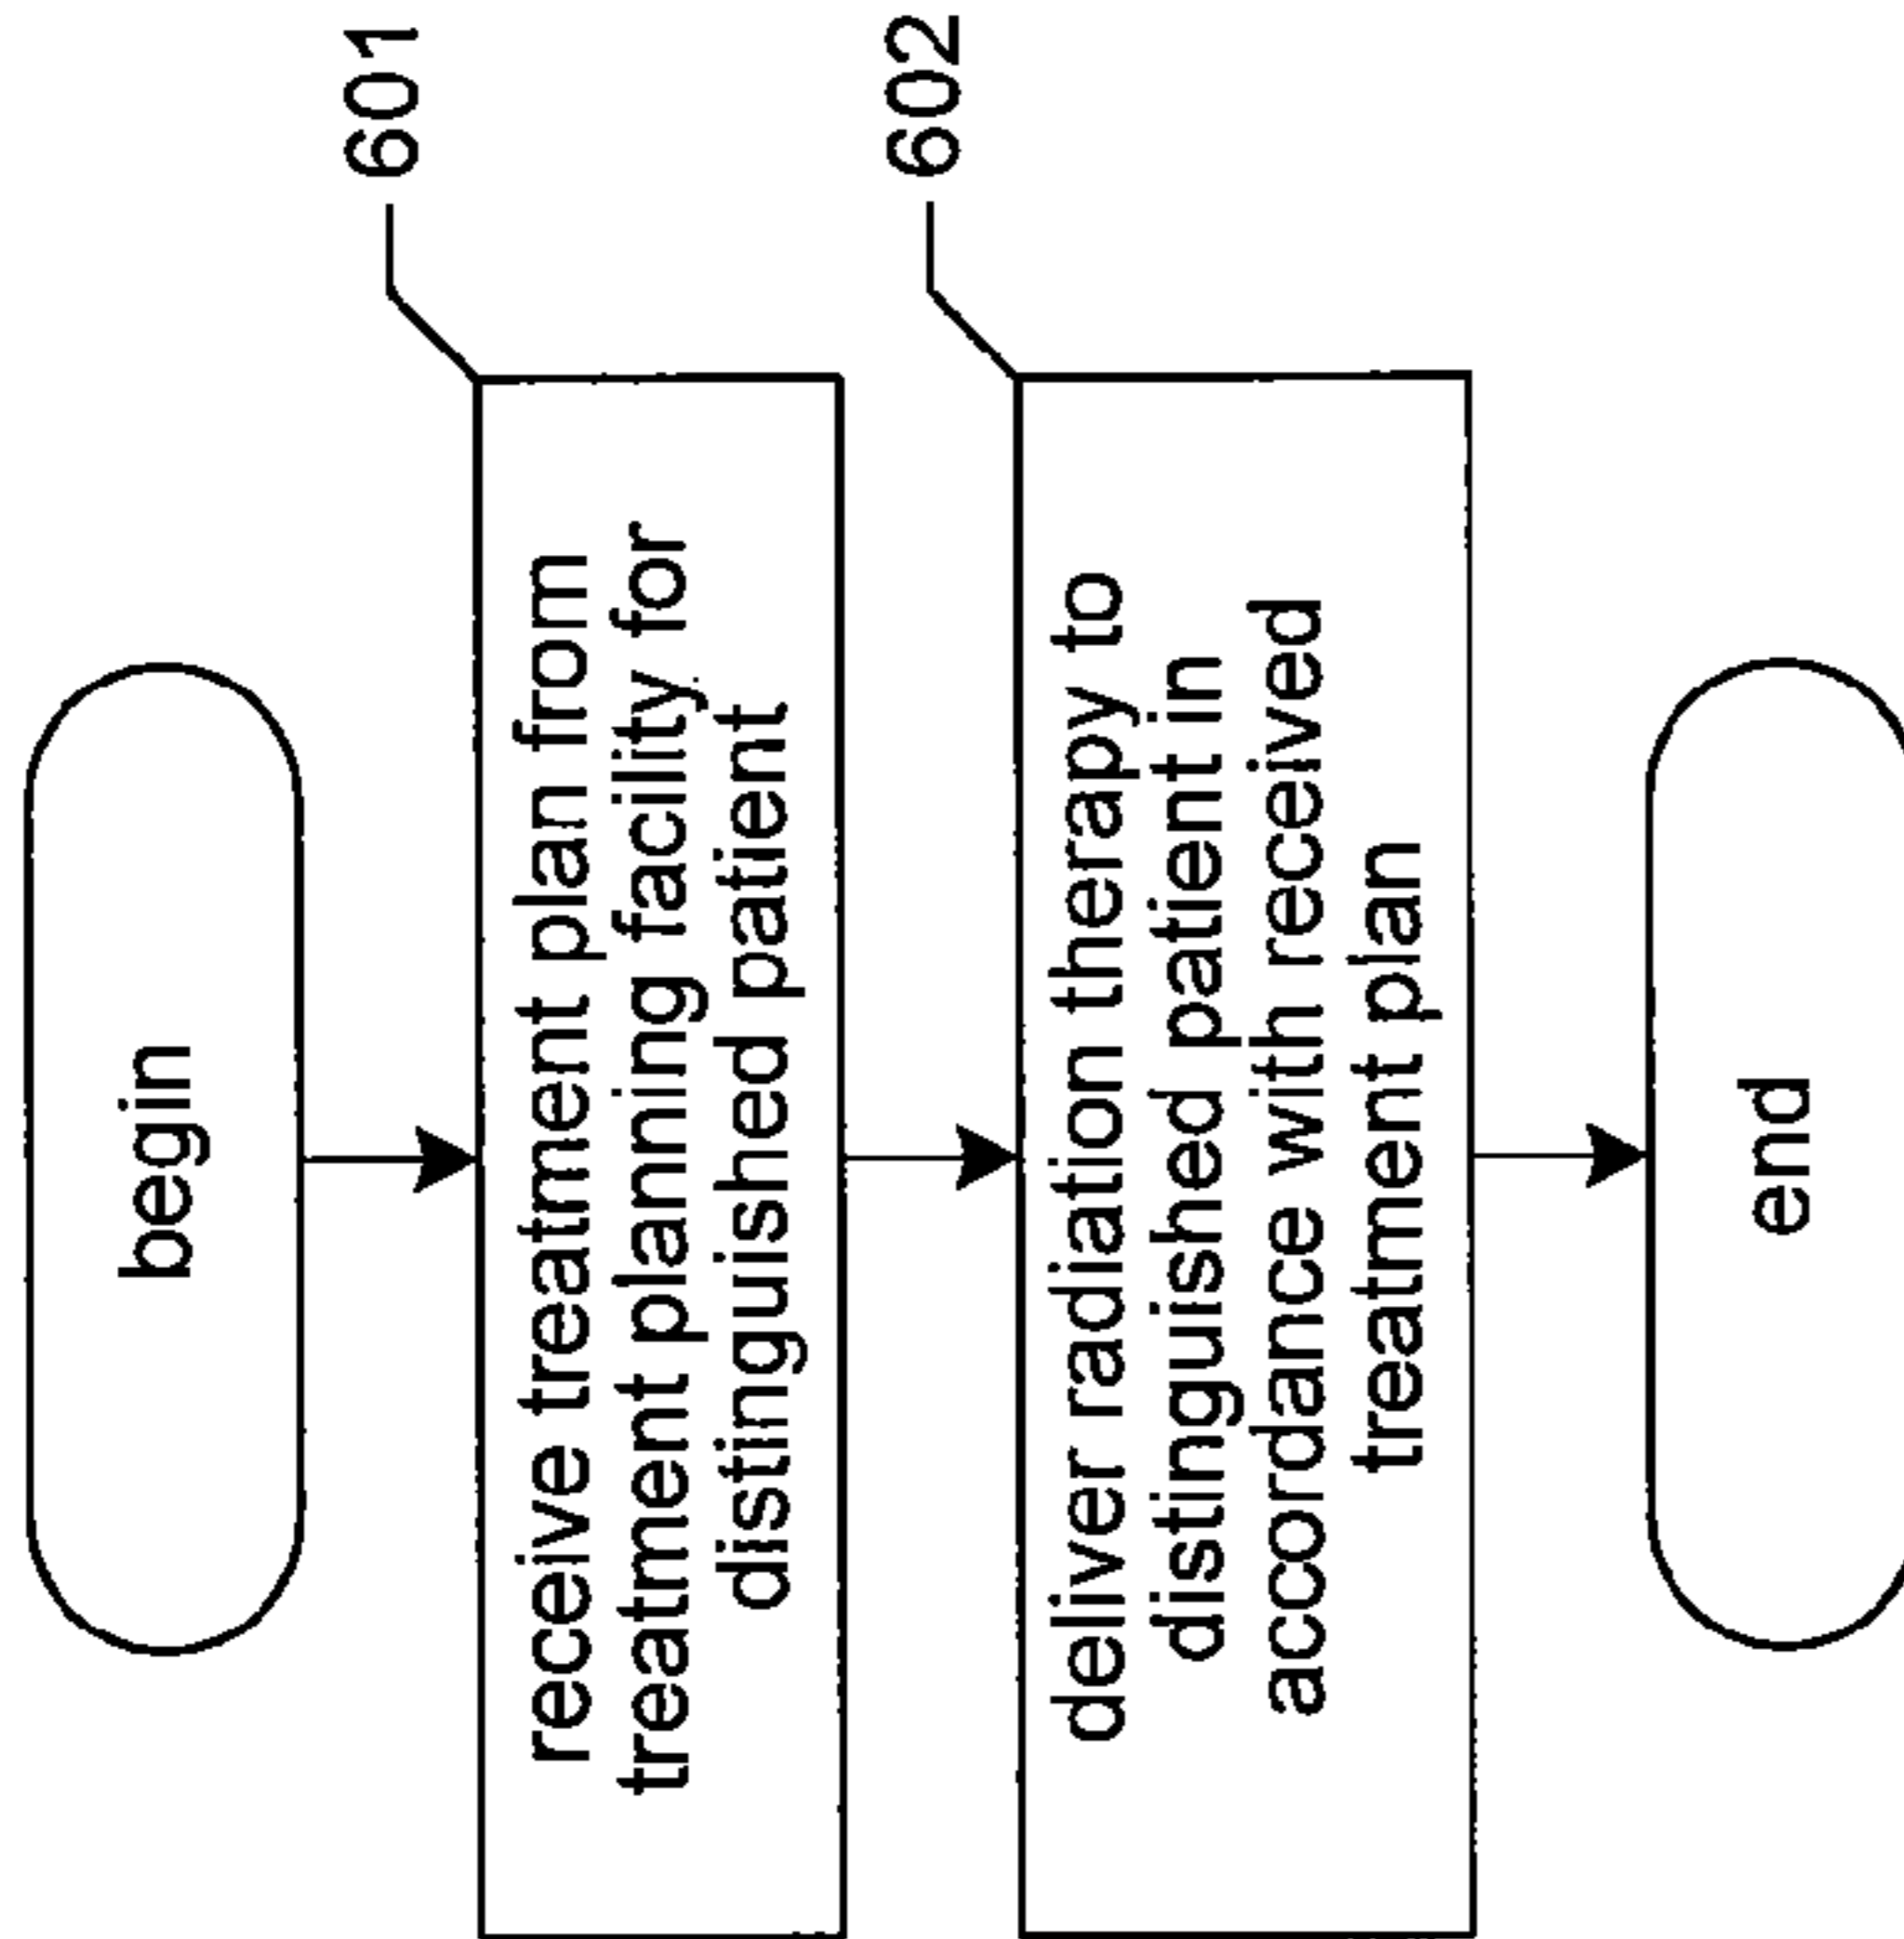 begin
601
receive treatment plan from
treatment planning facility for
distinguished patient
602
deliver radiation therapy to
distinguished patient in
accordance with received
treatment plan
end